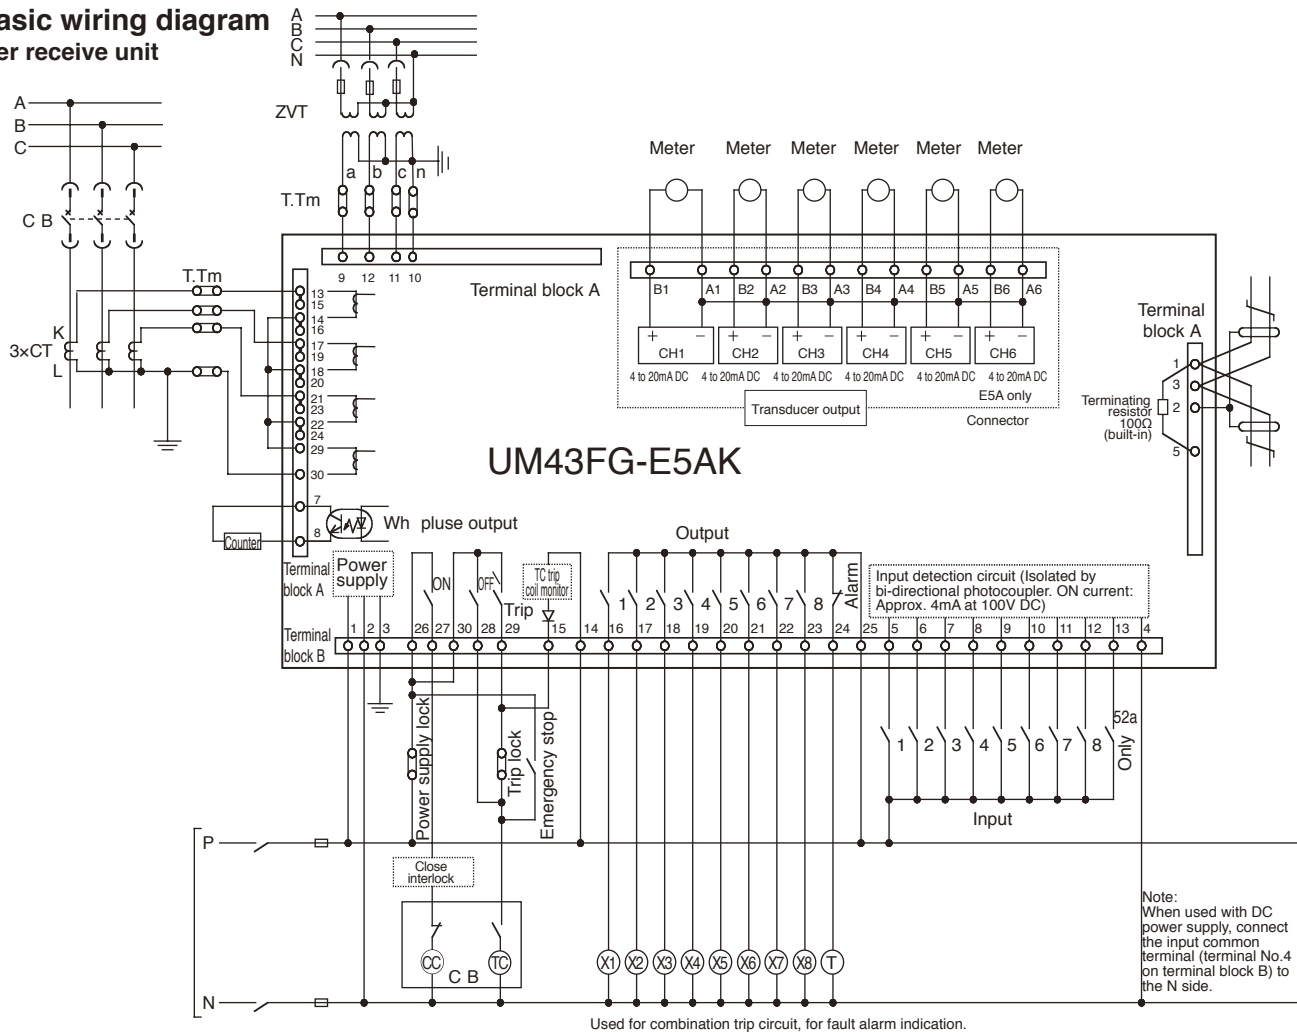 asic wiring diagram
er receive unit
A
B
C
N
ZVT
A
B
C
a b c n
T.Tm
C B
T.Tm
K
3×CT
L
Meter Meter Meter Meter Meter Meter
9 12 11 10
Terminal block A
B1 A1 B2 A2 B3 A3 B4 A4 B5 A5 B6 A6
+ − + − + − + − + − + −
CH1 CH2 CH3 CH4 CH5 CH6
4 to 20mA DC 4 to 20mA DC 4 to 20mA DC 4 to 20mA DC 4 to 20mA DC 4 to 20mA DC
E5A only
Transducer output
Connector
Terminal
block A
1
3
2
5
Terminating
resistor
100Ω
(built-in)
13
15
14
16
17
19
18
20
21
23
22
24
29
30
7
8
UM43FG-E5AK
Wh pluse output
Counter
Terminal
block A
Power
supply
ON
OFF
Trip
TC trip
coil monitor
Output
1 2 3 4 5 6 7 8
Alarm
Input detection circuit (Isolated by
bi-directional photocoupler. ON current:
Approx. 4mA at 100V DC)
Terminal
block B
1 2 3 26 27 30 28 29 15 14 16 17 18 19 20 21 22 23 24 25 5 6 7 8 9 10 11 12 13 4
Power supply lock
Trip lock
Emergency stop
1 2 3 4 5 6 7 8
52a
Only
Input
P
Close
interlock
CC
TC
C B
X1 X2 X3 X4 X5 X6 X7 X8 T
N
Note:
When used with DC
power supply, connect
the input common
terminal (terminal No.4
on terminal block B) to
the N side.
Used for combination trip circuit, for fault alarm indication.